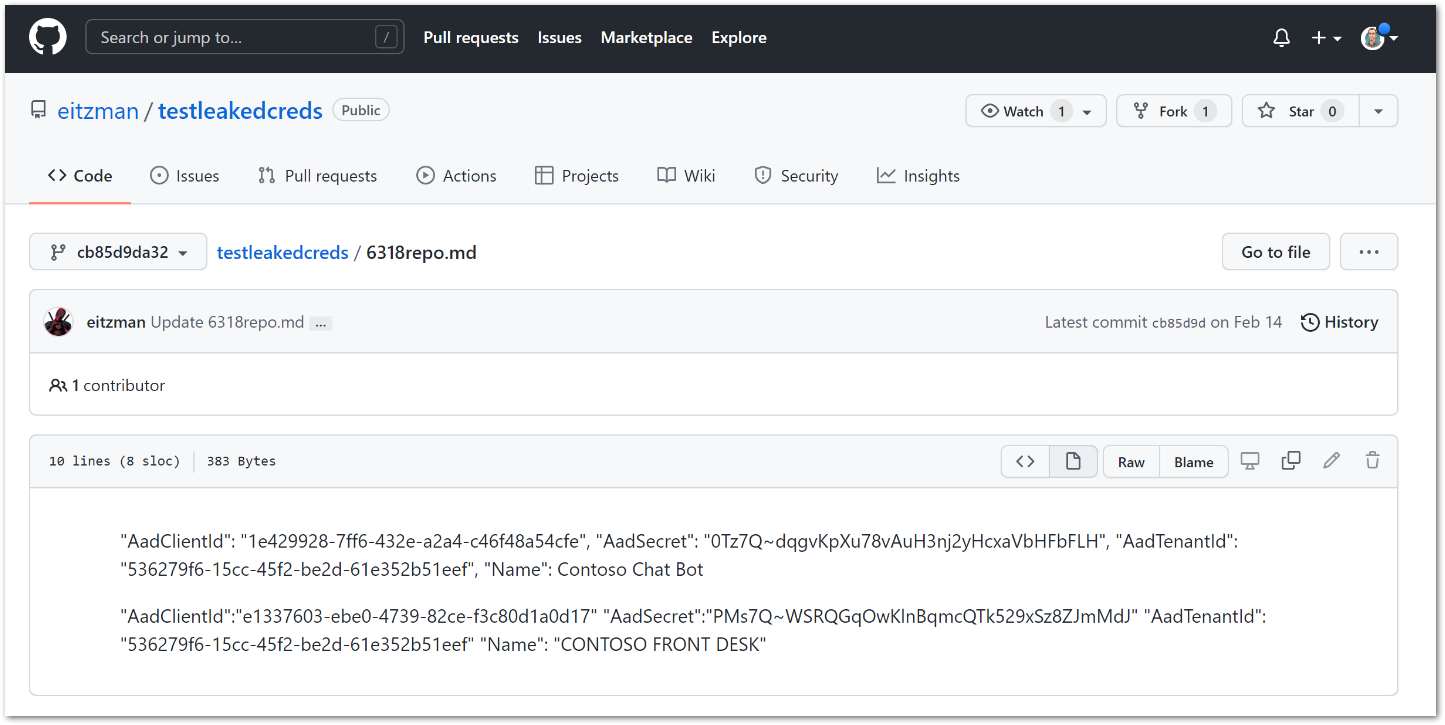 Search or jump to... /
Pull requests Issues Marketplace Explore
eitzman / testleakedcreds Public
Watch 1 Fork 1 Star 0
Code Issues Pull requests Actions Projects Wiki Security Insights
cb85d9da32 testleakedcreds / 6318repo.md Go to file ...
eitzman Update 6318repo.md ... Latest commit cb85d9d on Feb 14 History
1 contributor
10 lines (8 sloc) 383 Bytes Raw Blame
"AadClientId": "1e429928-7ff6-432e-a2a4-c46f48a54cfe", "AadSecret": "0Tz7Q~dqgvKpXu78vAuH3nj2yHcxaVbHFbFLH", "AadTenantId":
"536279f6-15cc-45f2-be2d-61e352b51eef", "Name": Contoso Chat Bot
"AadClientId":"e1337603-ebe0-4739-82ce-f3c80d1a0d17" "AadSecret":"PMs7Q~WSRQGqOwKlnBqmcQTk529xSz8ZJmMdJ" "AadTenantId":
"536279f6-15cc-45f2-be2d-61e352b51eef" "Name": "CONTOSO FRONT DESK"